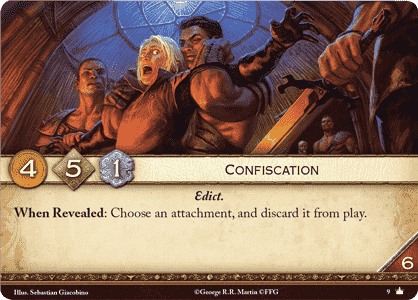 4 5 1 CONFISCATION
Edict.
When Revealed: Choose an attachment, and discard it from play.
6
Illus. Sebastian Giacobino ©George R.R. Martin ©FFG 9